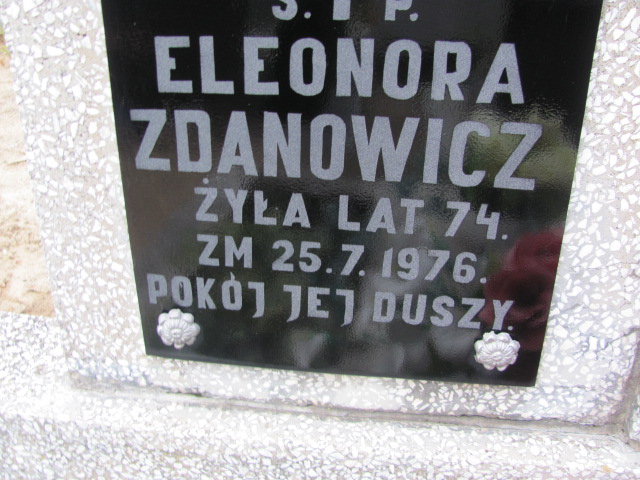 Ś. † P.
ELEONORA
ZDANOWICZ
ŻYŁA LAT 74.
ZM 25.7.1976.
POKÓJ JEJ DUSZY.